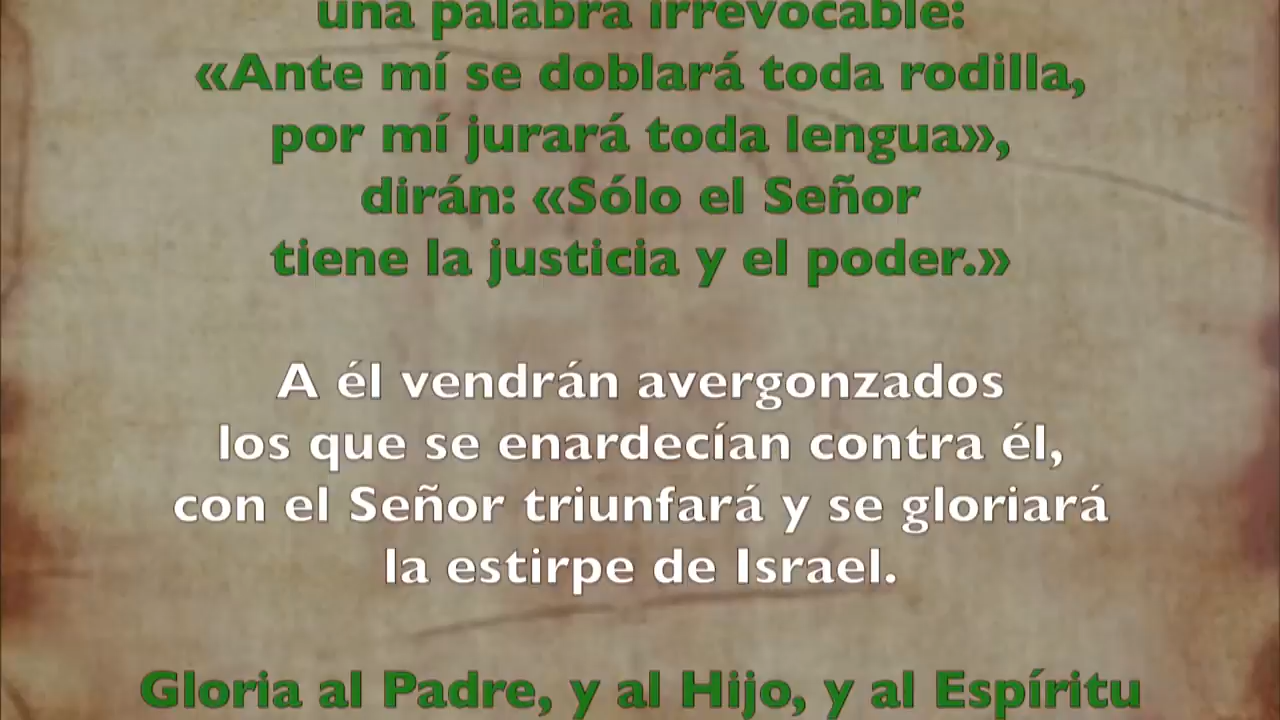 una palabra irrevocable:
«Ante mí se doblará toda rodilla,
por mí jurará toda lengua»,
dirán: «Sólo el Señor
tiene la justicia y el poder.»
A él vendrán avergonzados
los que se enardecían contra él,
con el Señor triunfará y se gloriará
la estirpe de Israel.
Gloria al Padre, y al Hijo, y al Espíritu